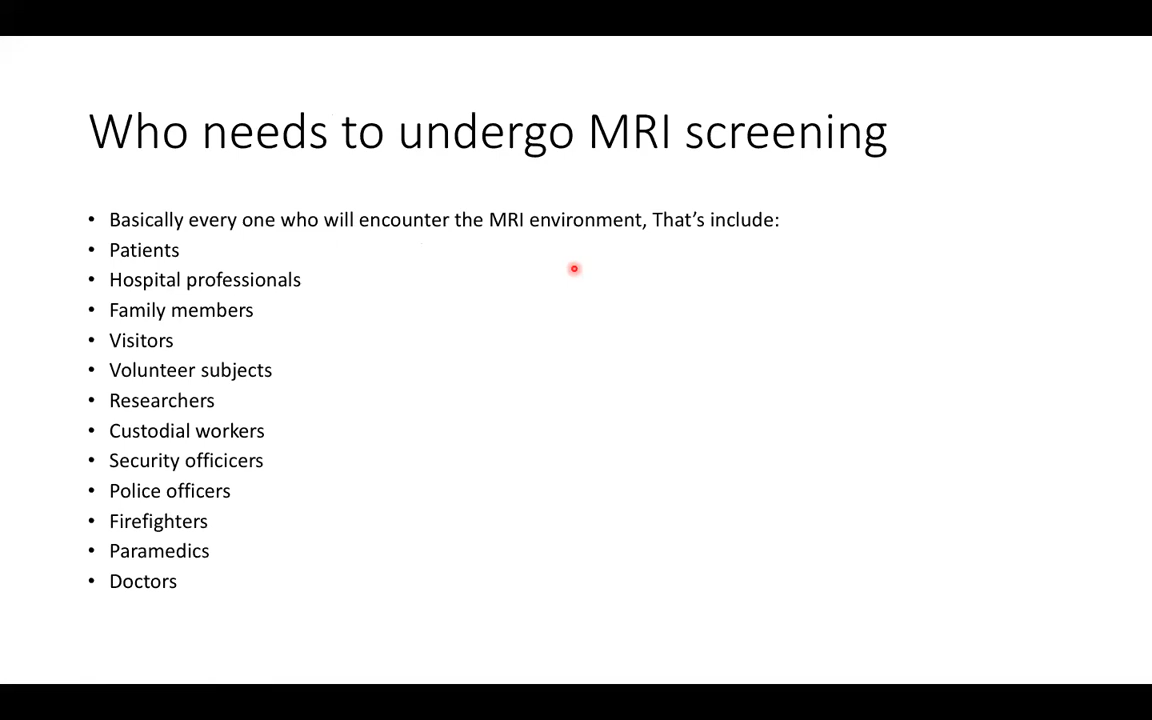 Who needs to undergo MRI screening
• Basically every one who will encounter the MRI environment, That's include:
• Patients
• Hospital professionals
• Family members
• Visitors
• Volunteer subjects
• Researchers
• Custodial workers
• Security officicers
• Police officers
• Firefighters
• Paramedics
• Doctors